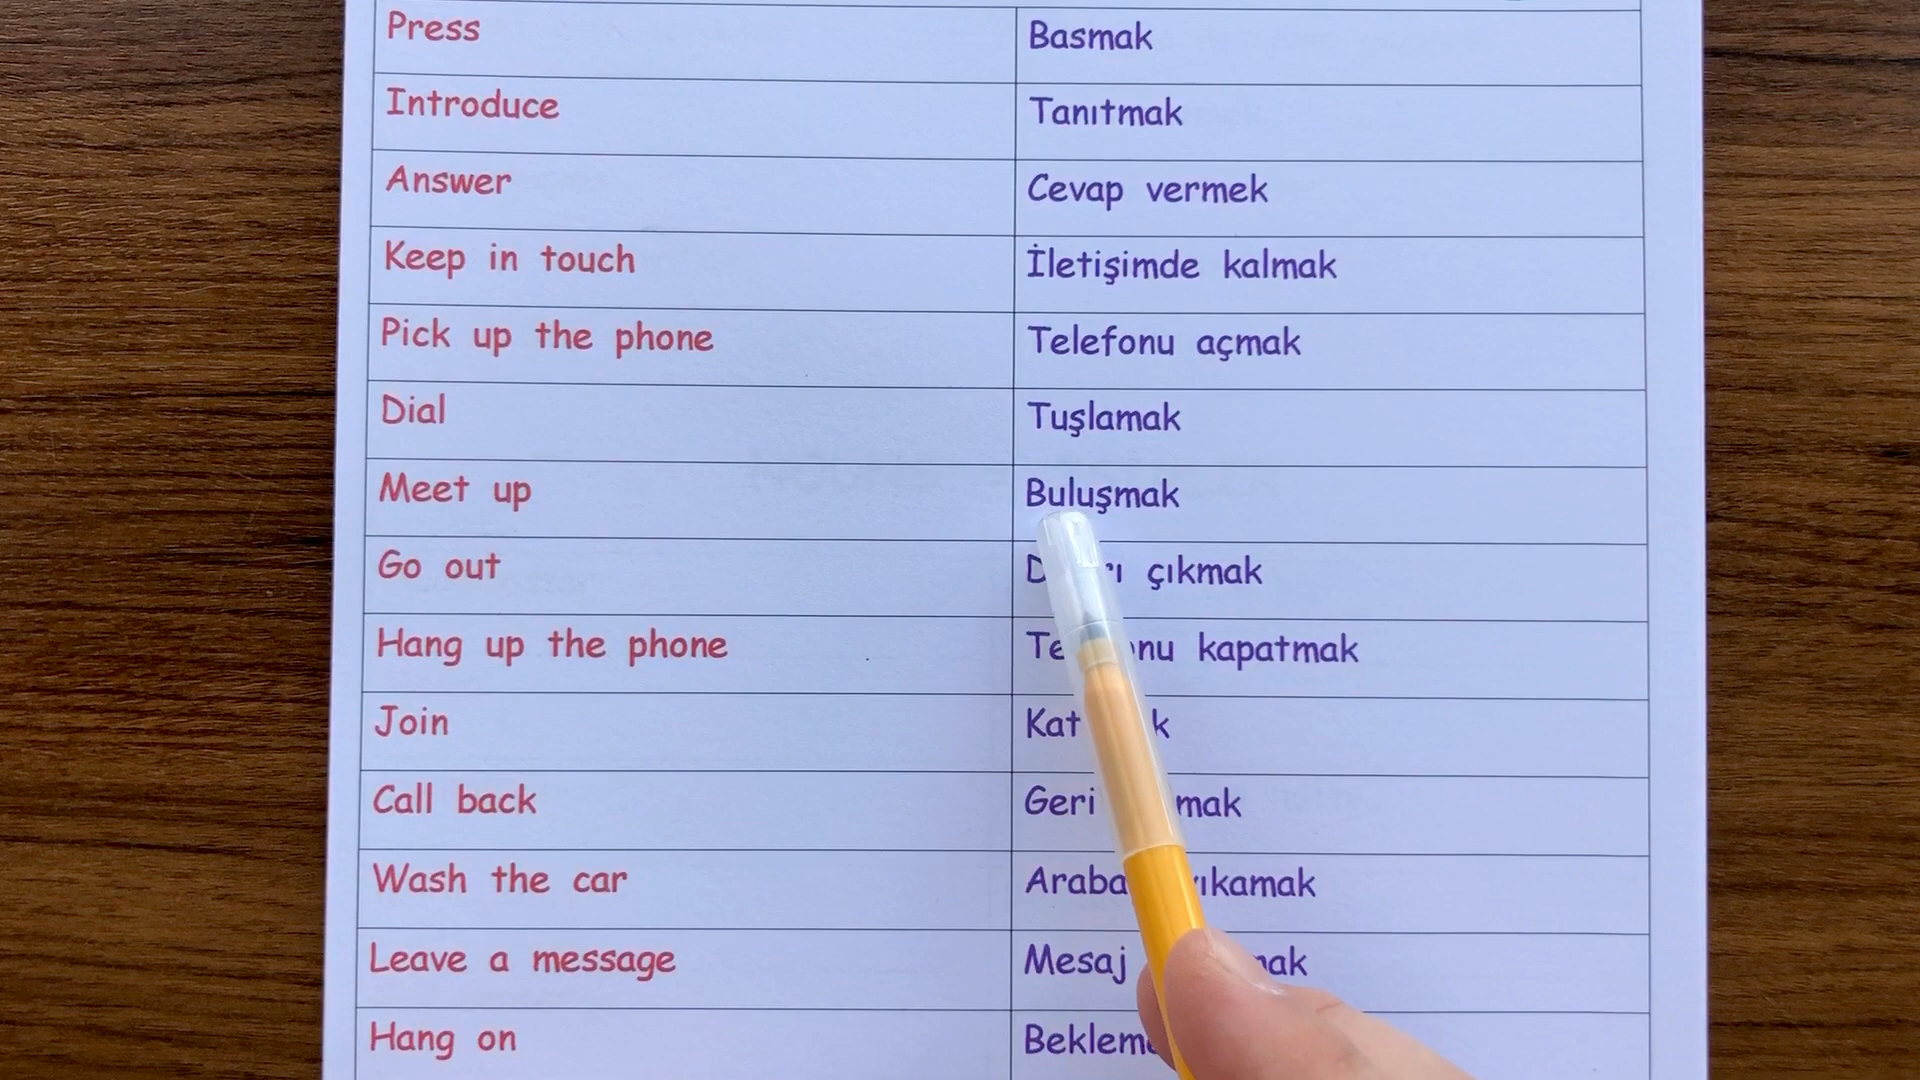 Press Basmak
Introduce Tanıtmak
Answer Cevap vermek
Keep in touch İletişimde kalmak
Pick up the phone Telefonu açmak
Dial Tuşlamak
Meet up Buluşmak
Go out çıkmak
Hang up the phone kapatmak
Join
Call back Geri
Wash the car
Leave a message Mesaj
Hang on